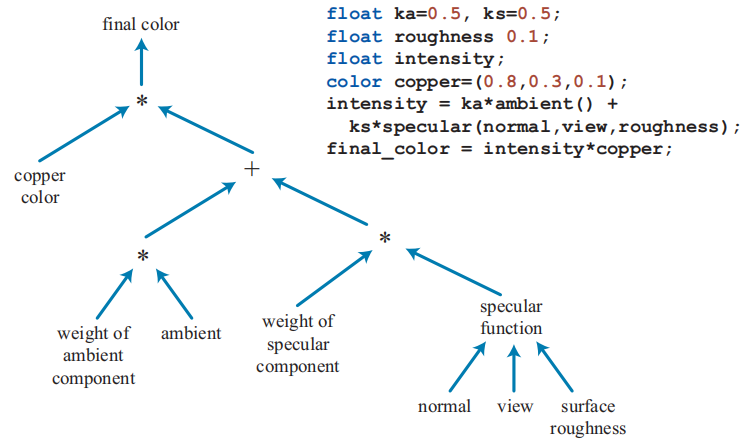 final color
*
copper
color
+
*
*
weight of
ambient
component
ambient
weight of
specular
component
specular
function
normal
view
surface
roughness
float ka=0.5, ks=0.5;
float roughness 0.1;
float intensity;
color copper=(0.8,0.3,0.1);
intensity = ka*ambient() +
ks*specular(normal,view,roughness);
final_color = intensity*copper;